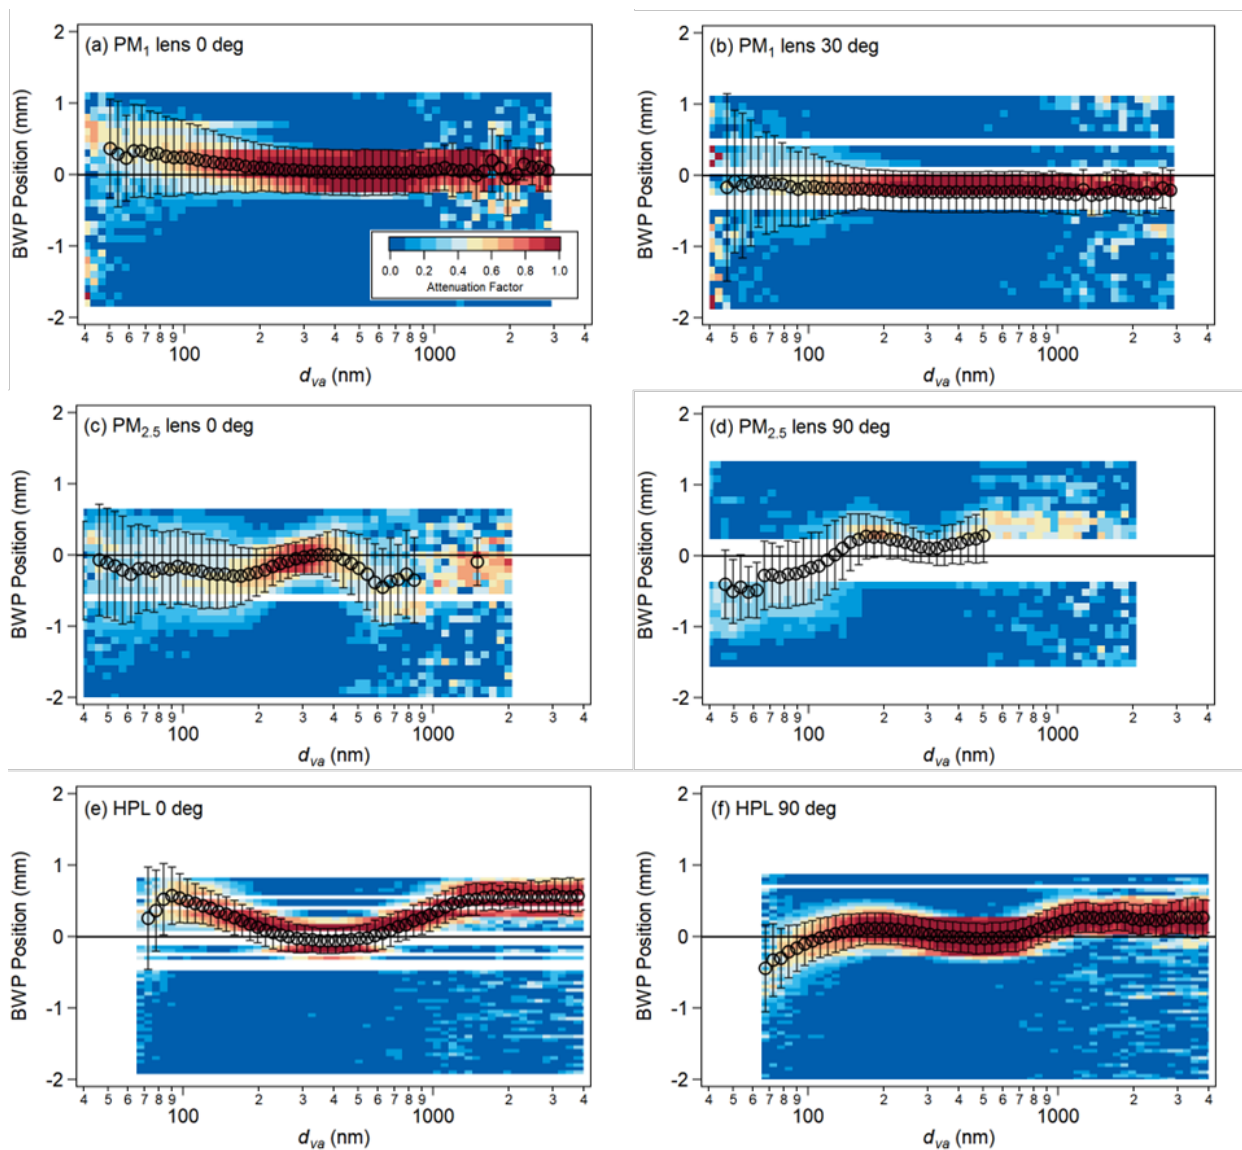 (a) PM1 lens 0 deg
2
1
0
-1
-2
BWP Position (mm)
0.0 0.2 0.4 0.6 0.8 1.0
Attenuation Factor
4 5 6 7 8 9 2 3 4 5 6 7 8 9 2 3 4
100 1000
dva (nm)
(b) PM1 lens 30 deg
2
1
0
-1
-2
BWP Position (mm)
4 5 6 7 8 9 2 3 4 5 6 7 8 9 2 3 4
100 1000
dva (nm)
(c) PM2.5 lens 0 deg
2
1
0
-1
-2
BWP Position (mm)
4 5 6 7 8 9 2 3 4 5 6 7 8 9 2 3 4
100 1000
dva (nm)
(d) PM2.5 lens 90 deg
2
1
0
-1
-2
BWP Position (mm)
4 5 6 7 8 9 2 3 4 5 6 7 8 9 2 3 4
100 1000
dva (nm)
(e) HPL 0 deg
2
1
0
-1
-2
BWP Position (mm)
4 5 6 7 8 9 2 3 4 5 6 7 8 9 2 3 4
100 1000
dva (nm)
(f) HPL 90 deg
2
1
0
-1
-2
BWP Position (mm)
4 5 6 7 8 9 2 3 4 5 6 7 8 9 2 3 4
100 1000
dva (nm)